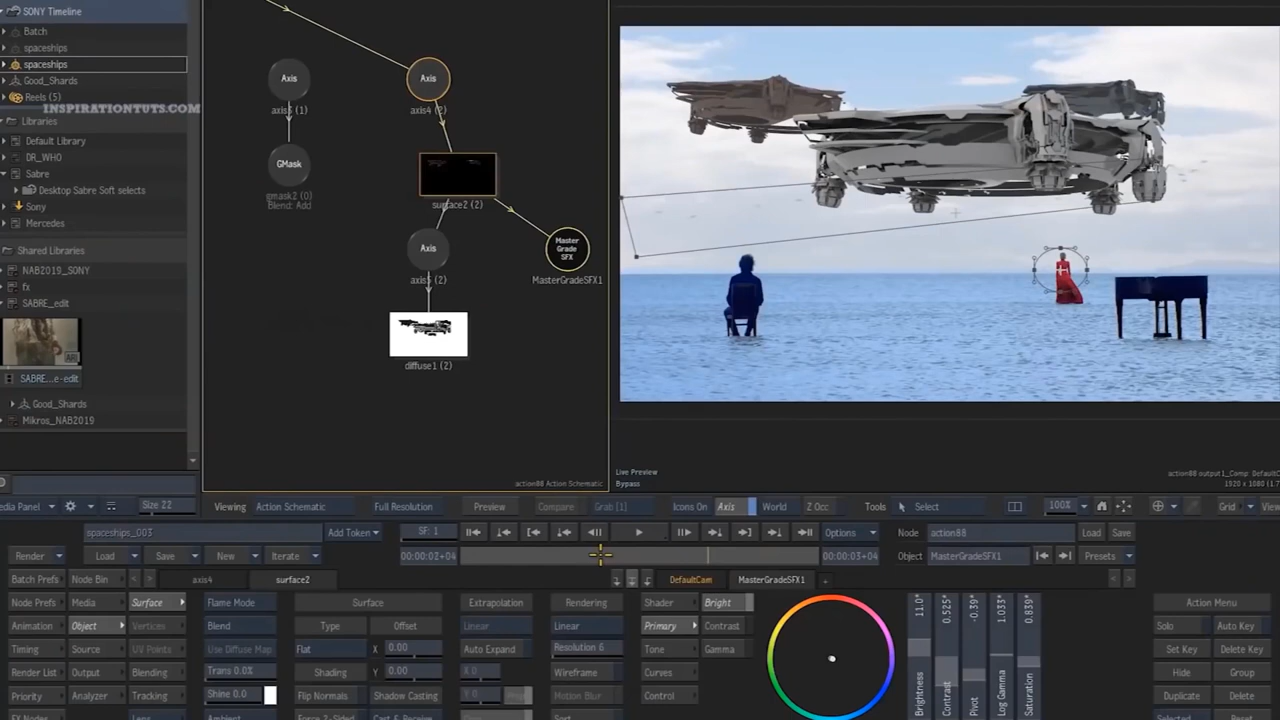 SONY Timeline
Batch
spaceships
spaceships
Good_Shards
Reels (5)
INSPIRATIONTUTS.COM
Libraries
Default Library
DR_WHO
Sabre
Desktop Sabre Soft selects
Sony
Mercedes
Shared Libraries
NAB2019_SONY
fx
SABRE_edit
SABRE...e-edit
Good_Shards
Mikros_NAB2019
Axis
Axis
axis4 (2)
GMask
gmask2 (0)
Blend: Add
surface2 (2)
Axis
Master
Grade
SFX
MasterGradeSFX1
diffuse1 (2)
action88 Action Schematic
Live Preview
Bypass
1920 x 1080 (1.7
edia Panel
Size 22
Viewing Action Schematic Full Resolution Preview Compare Grab [1] Icons On Axis World Z Occ Tools Select 100% Grid View
spaceships_003 Add Token SF: 1 Options Node action88 Load Save
Render Load Save New Iterate 00:00:02+04 00:00:03+04 Object MasterGradeSFX1 Presets
Batch Prefs Node Bin < > axis4 surface2 DefaultCam MasterGradeSFX1 + < >
Node Prefs Media Surface Flame Mode Surface Extrapolation Rendering Shader Bright Action Menu
Animation Object Vertices Blend Type Offset Linear Linear Primary Contrast Solo Auto Key
Timing Source UV Points Use Diffuse Map Flat X 0.00 Auto Expand Resolution 6 Tone Gamma Set Key Delete Key
Render List Output Blending Trans 0.0% Shading Y 0.00 X 0 Wireframe Curves Hide Group
Priority Analyzer Tracking Shine 0.0 Flip Normals Shadow Casting Y 0 Motion Blur Control Duplicate Delete
11.0* 0.525* -0.39* 1.033* 0.839*
Brightness Contrast Pivot Log Gamma Saturation